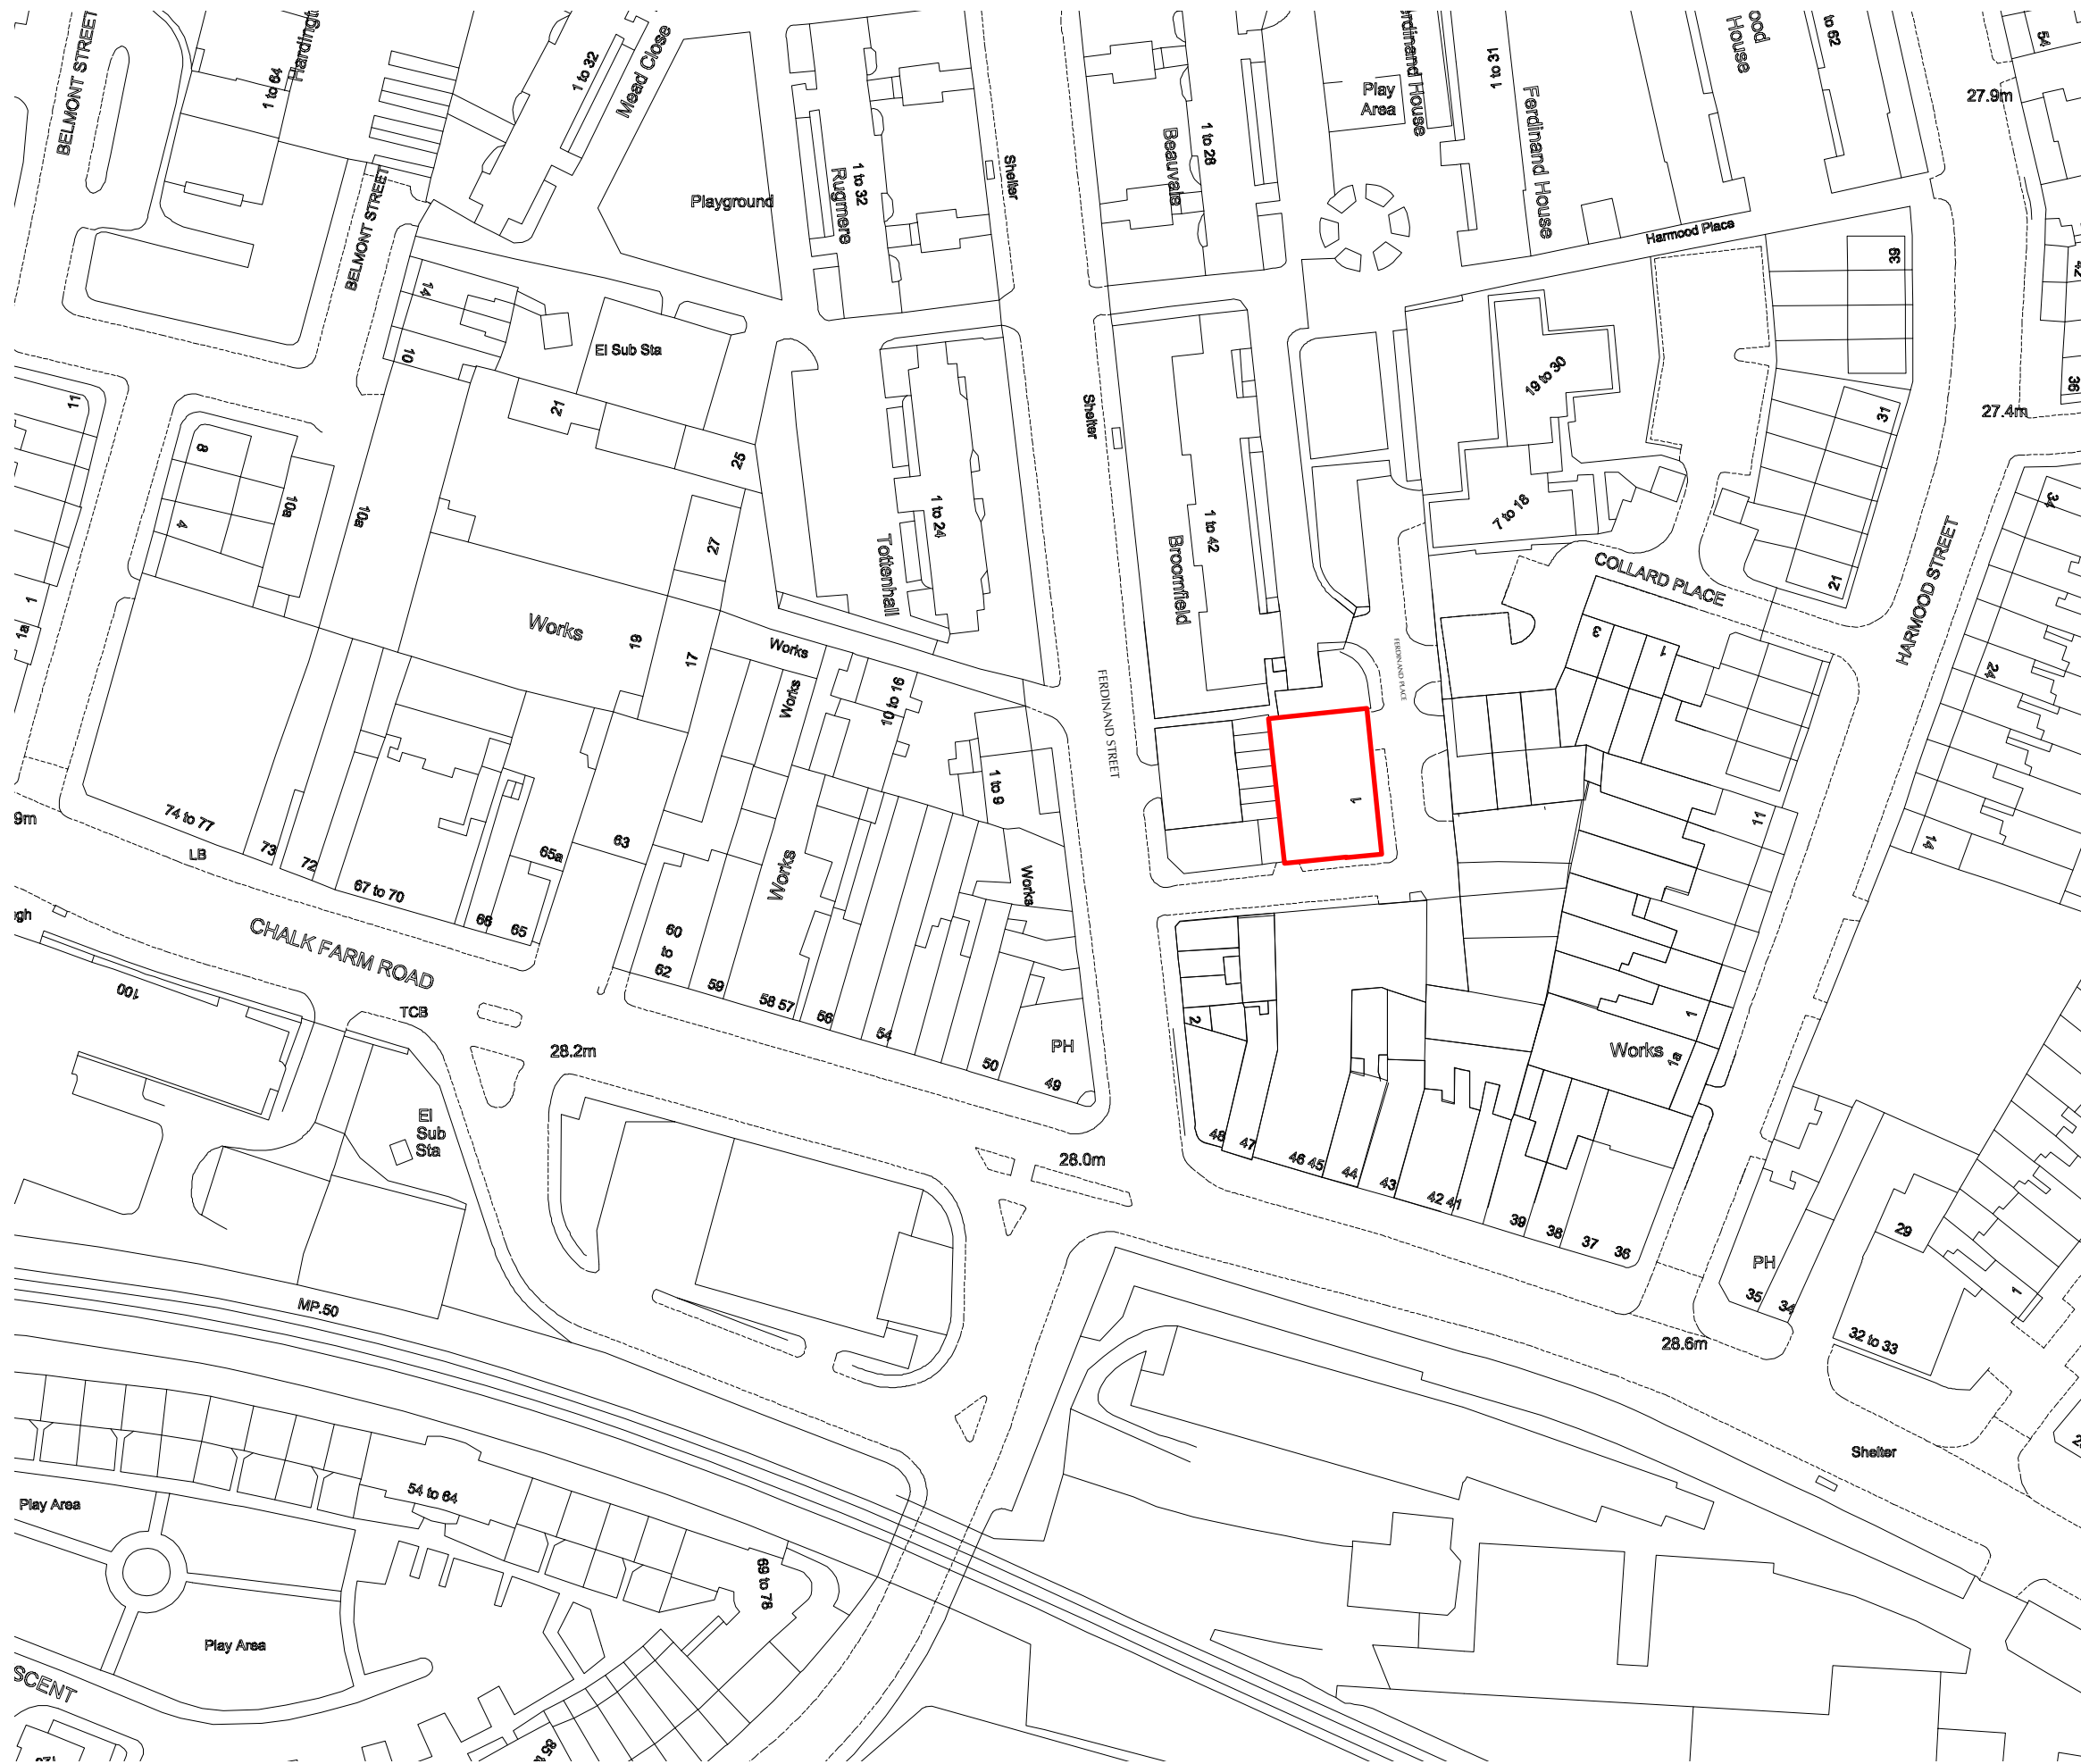 BELMONT STREET
1 to 64
1 to 32
Mead Close
Playground
1 to 32
Rugmere
Shelter
Beauvais
1 to 28
Play
Area
1 to 31
Ferdinand House
House
to 62
54
27.9m
Harmood Place
39
36
27.4m
BELMONT STREET
14
10
El Sub Sta
21
25
11
8
4
10a
10a
27
1 to 24
Tottenhall
Shelter
1 to 42
Broomfield
19 to 30
7 to 18
31
21
COLLARD PLACE
HARMOOD STREET
34
24
14
1
1a
Works
19
17
Works
Works
10 to 16
FERDINAND STREET
FERDINAND PLACE
3
1
1
11
1 to 9
Works
Works
74 to 77
73
72
LB
67 to 70
66
65
65a
63
60
to
62
59
58 57
56
54
50
49
PH
9m
CHALK FARM ROAD
100
TCB
28.2m
El
Sub
Sta
2
48
47
46 45
44
43
42 41
39
38
37
36
Works
1a
1
28.0m
PH
35
34
29
1
32 to 33
28.6m
MP.50
Shelter
54 to 64
Play Area
69 to 78
Play Area
SCENT
85